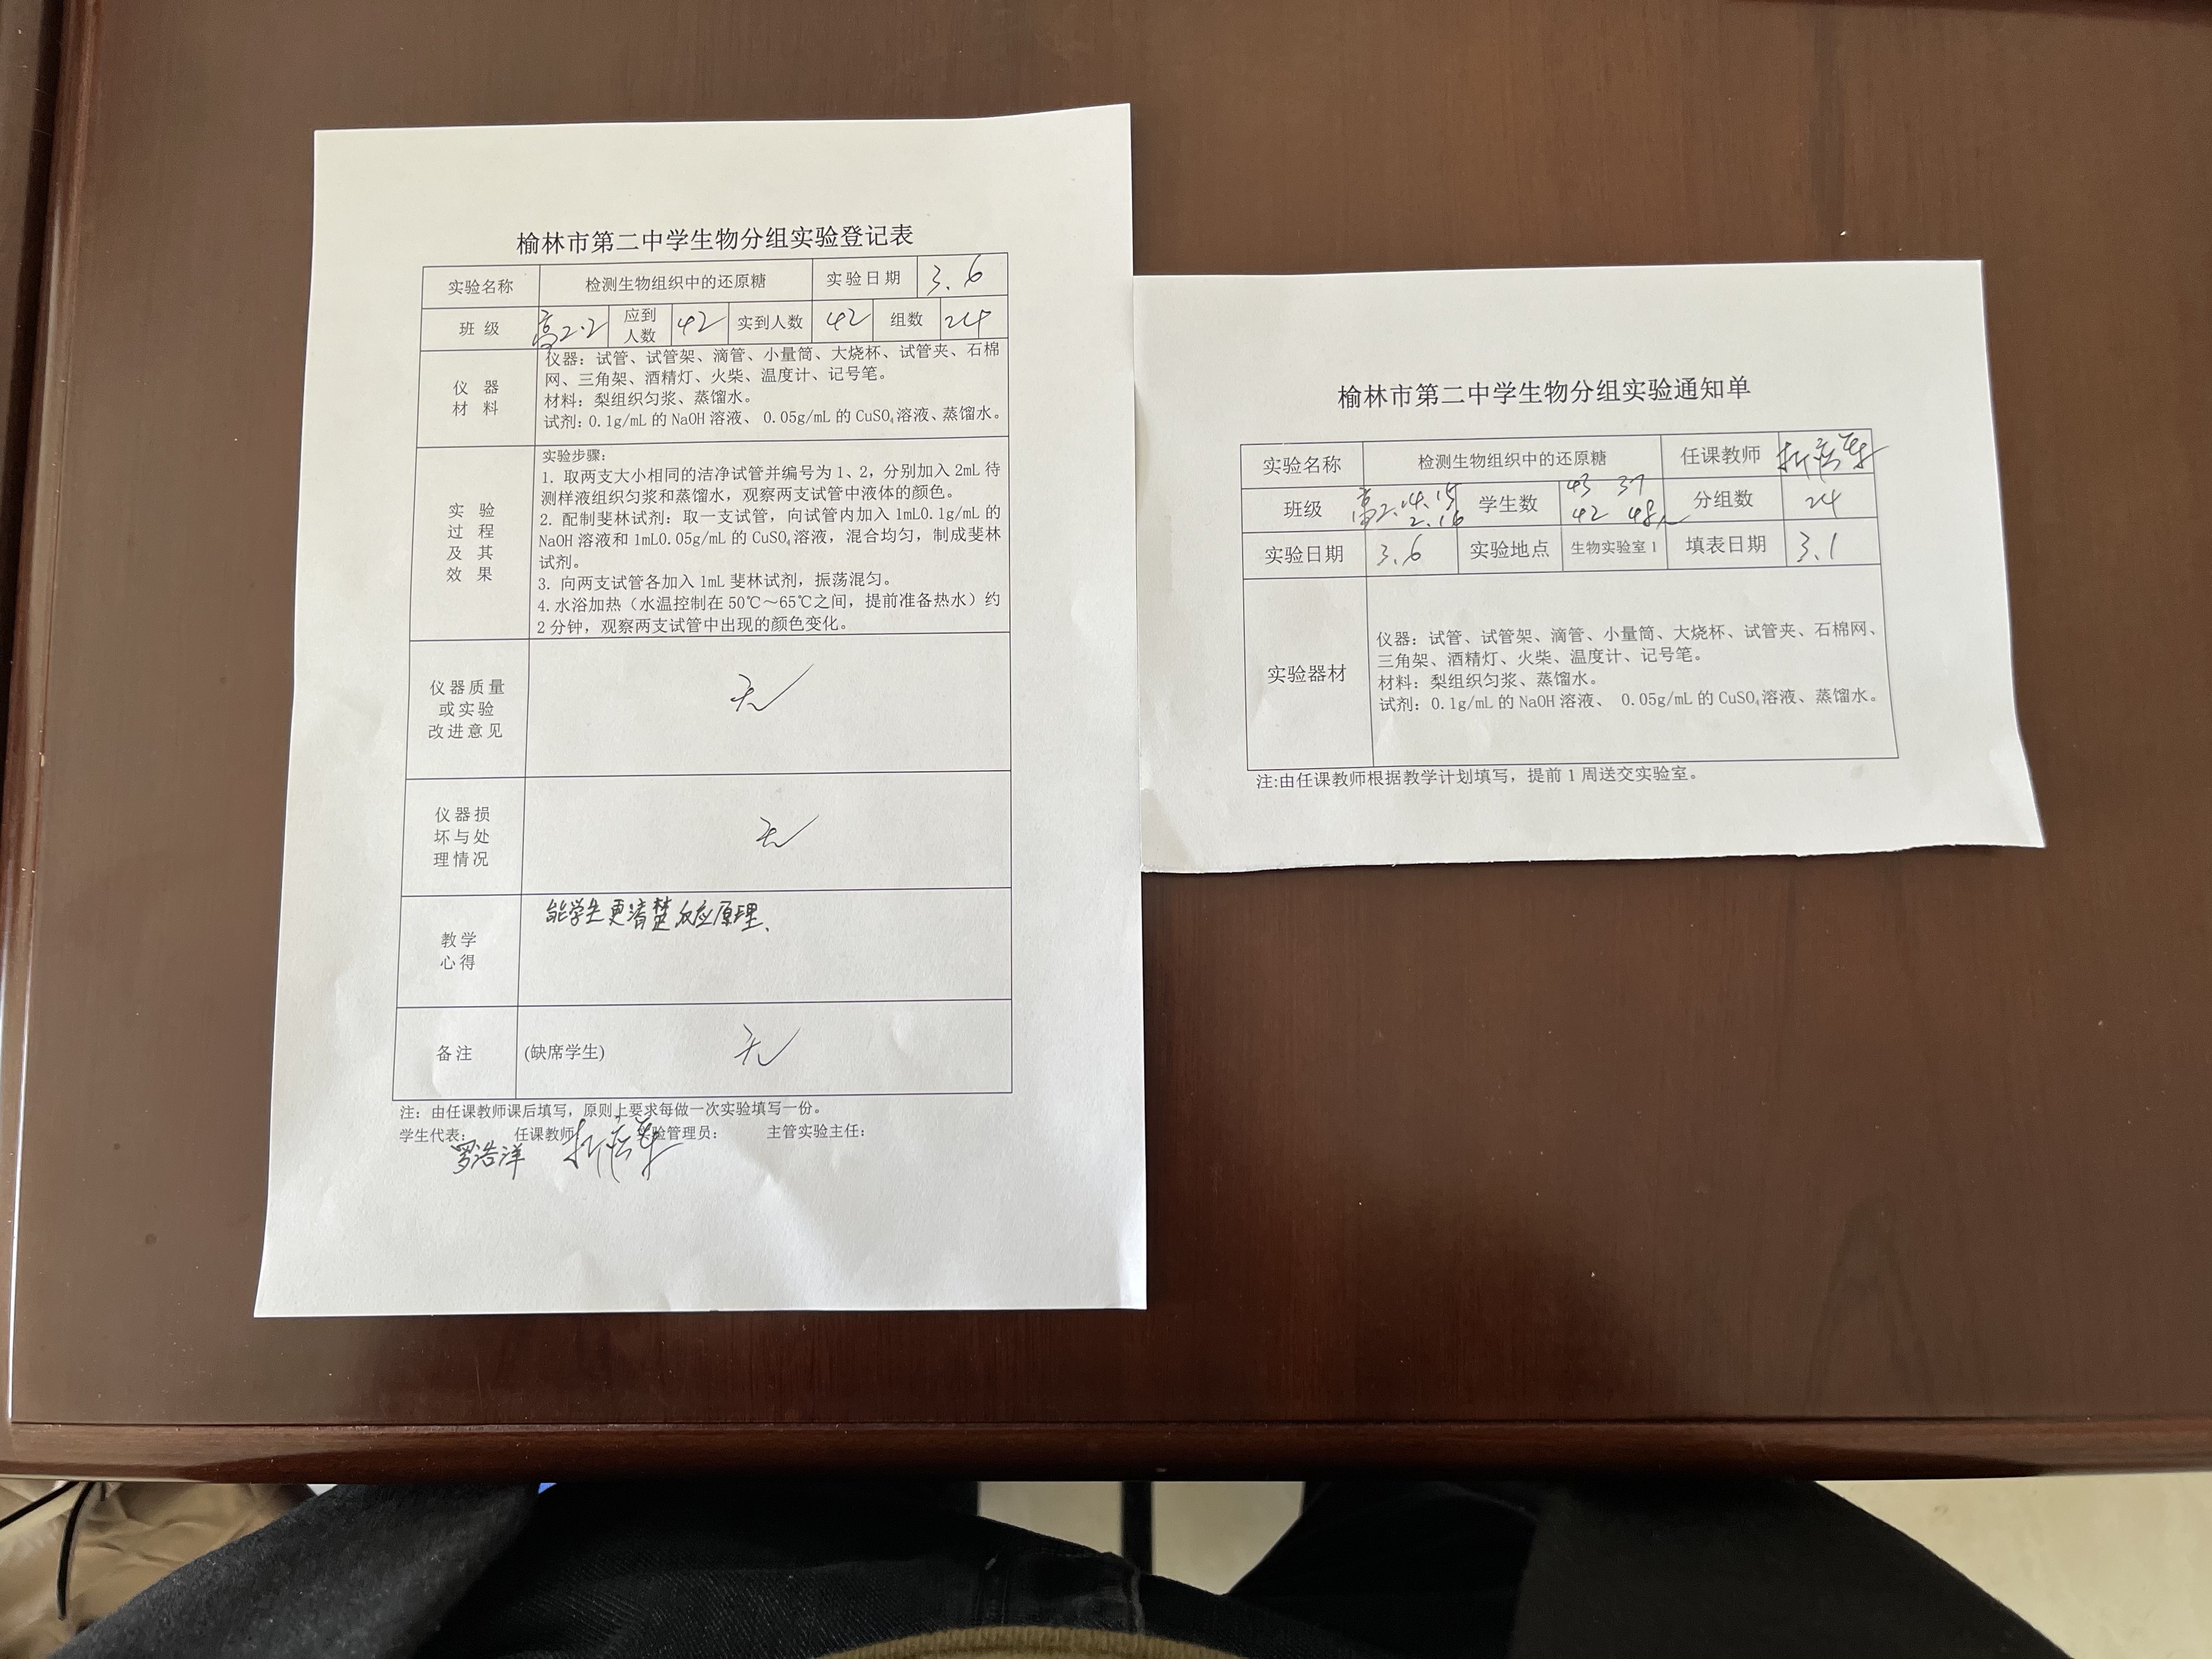 榆林市第二中学生物分组实验登记表
实验名称 检测生物组织中的还原糖 实验日期 3.6
班 级 高2.2 应到人数 42 实到人数 42 组数 24
仪 器 材 料
仪器：试管、试管架、滴管、小量筒、大烧杯、试管夹、石棉
网、三角架、酒精灯、火柴、温度计、记号笔。
材料：梨组织匀浆、蒸馏水。
试剂：0.1g/mL 的 NaOH 溶液、 0.05g/mL 的 CuSO₄溶液、蒸馏水。
实 验 过 程 及 其 效 果
实验步骤：
1. 取两支大小相同的洁净试管并编号为 1、2，分别加入 2mL 待
测样液组织匀浆和蒸馏水，观察两支试管中液体的颜色。
2. 配制斐林试剂：取一支试管，向试管内加入 1mL0.1g/mL 的
NaOH 溶液和 1mL0.05g/mL 的 CuSO₄溶液，混合均匀，制成斐林
试剂。
3. 向两支试管各加入 1mL 斐林试剂，振荡混匀。
4. 水浴加热（水温控制在 50℃～65℃之间，提前准备热水）约
2 分钟，观察两支试管中出现的颜色变化。
仪器质量
或实验
改进意见
无
仪器损
坏与处
理情况
无
教学
心得
能学生更清楚反应原理、
备注 (缺席学生) 无
注：由任课教师课后填写，原则上要求每做一次实验填写一份。
学生代表： 任课教师 实验管理员： 主管实验主任：
罗浩洋
榆林市第二中学生物分组实验通知单
实验名称 检测生物组织中的还原糖 任课教师
班级 高2.14.15 2.16 学生数 43 37 42 48人 分组数 24
实验日期 3.6 实验地点 生物实验室 1 填表日期 3.1
实验器材
仪器：试管、试管架、滴管、小量筒、大烧杯、试管夹、石棉网、
三角架、酒精灯、火柴、温度计、记号笔。
材料：梨组织匀浆、蒸馏水。
试剂：0.1g/mL 的 NaOH 溶液、 0.05g/mL 的 CuSO₄溶液、蒸馏水。
注:由任课教师根据教学计划填写，提前 1 周送交实验室。